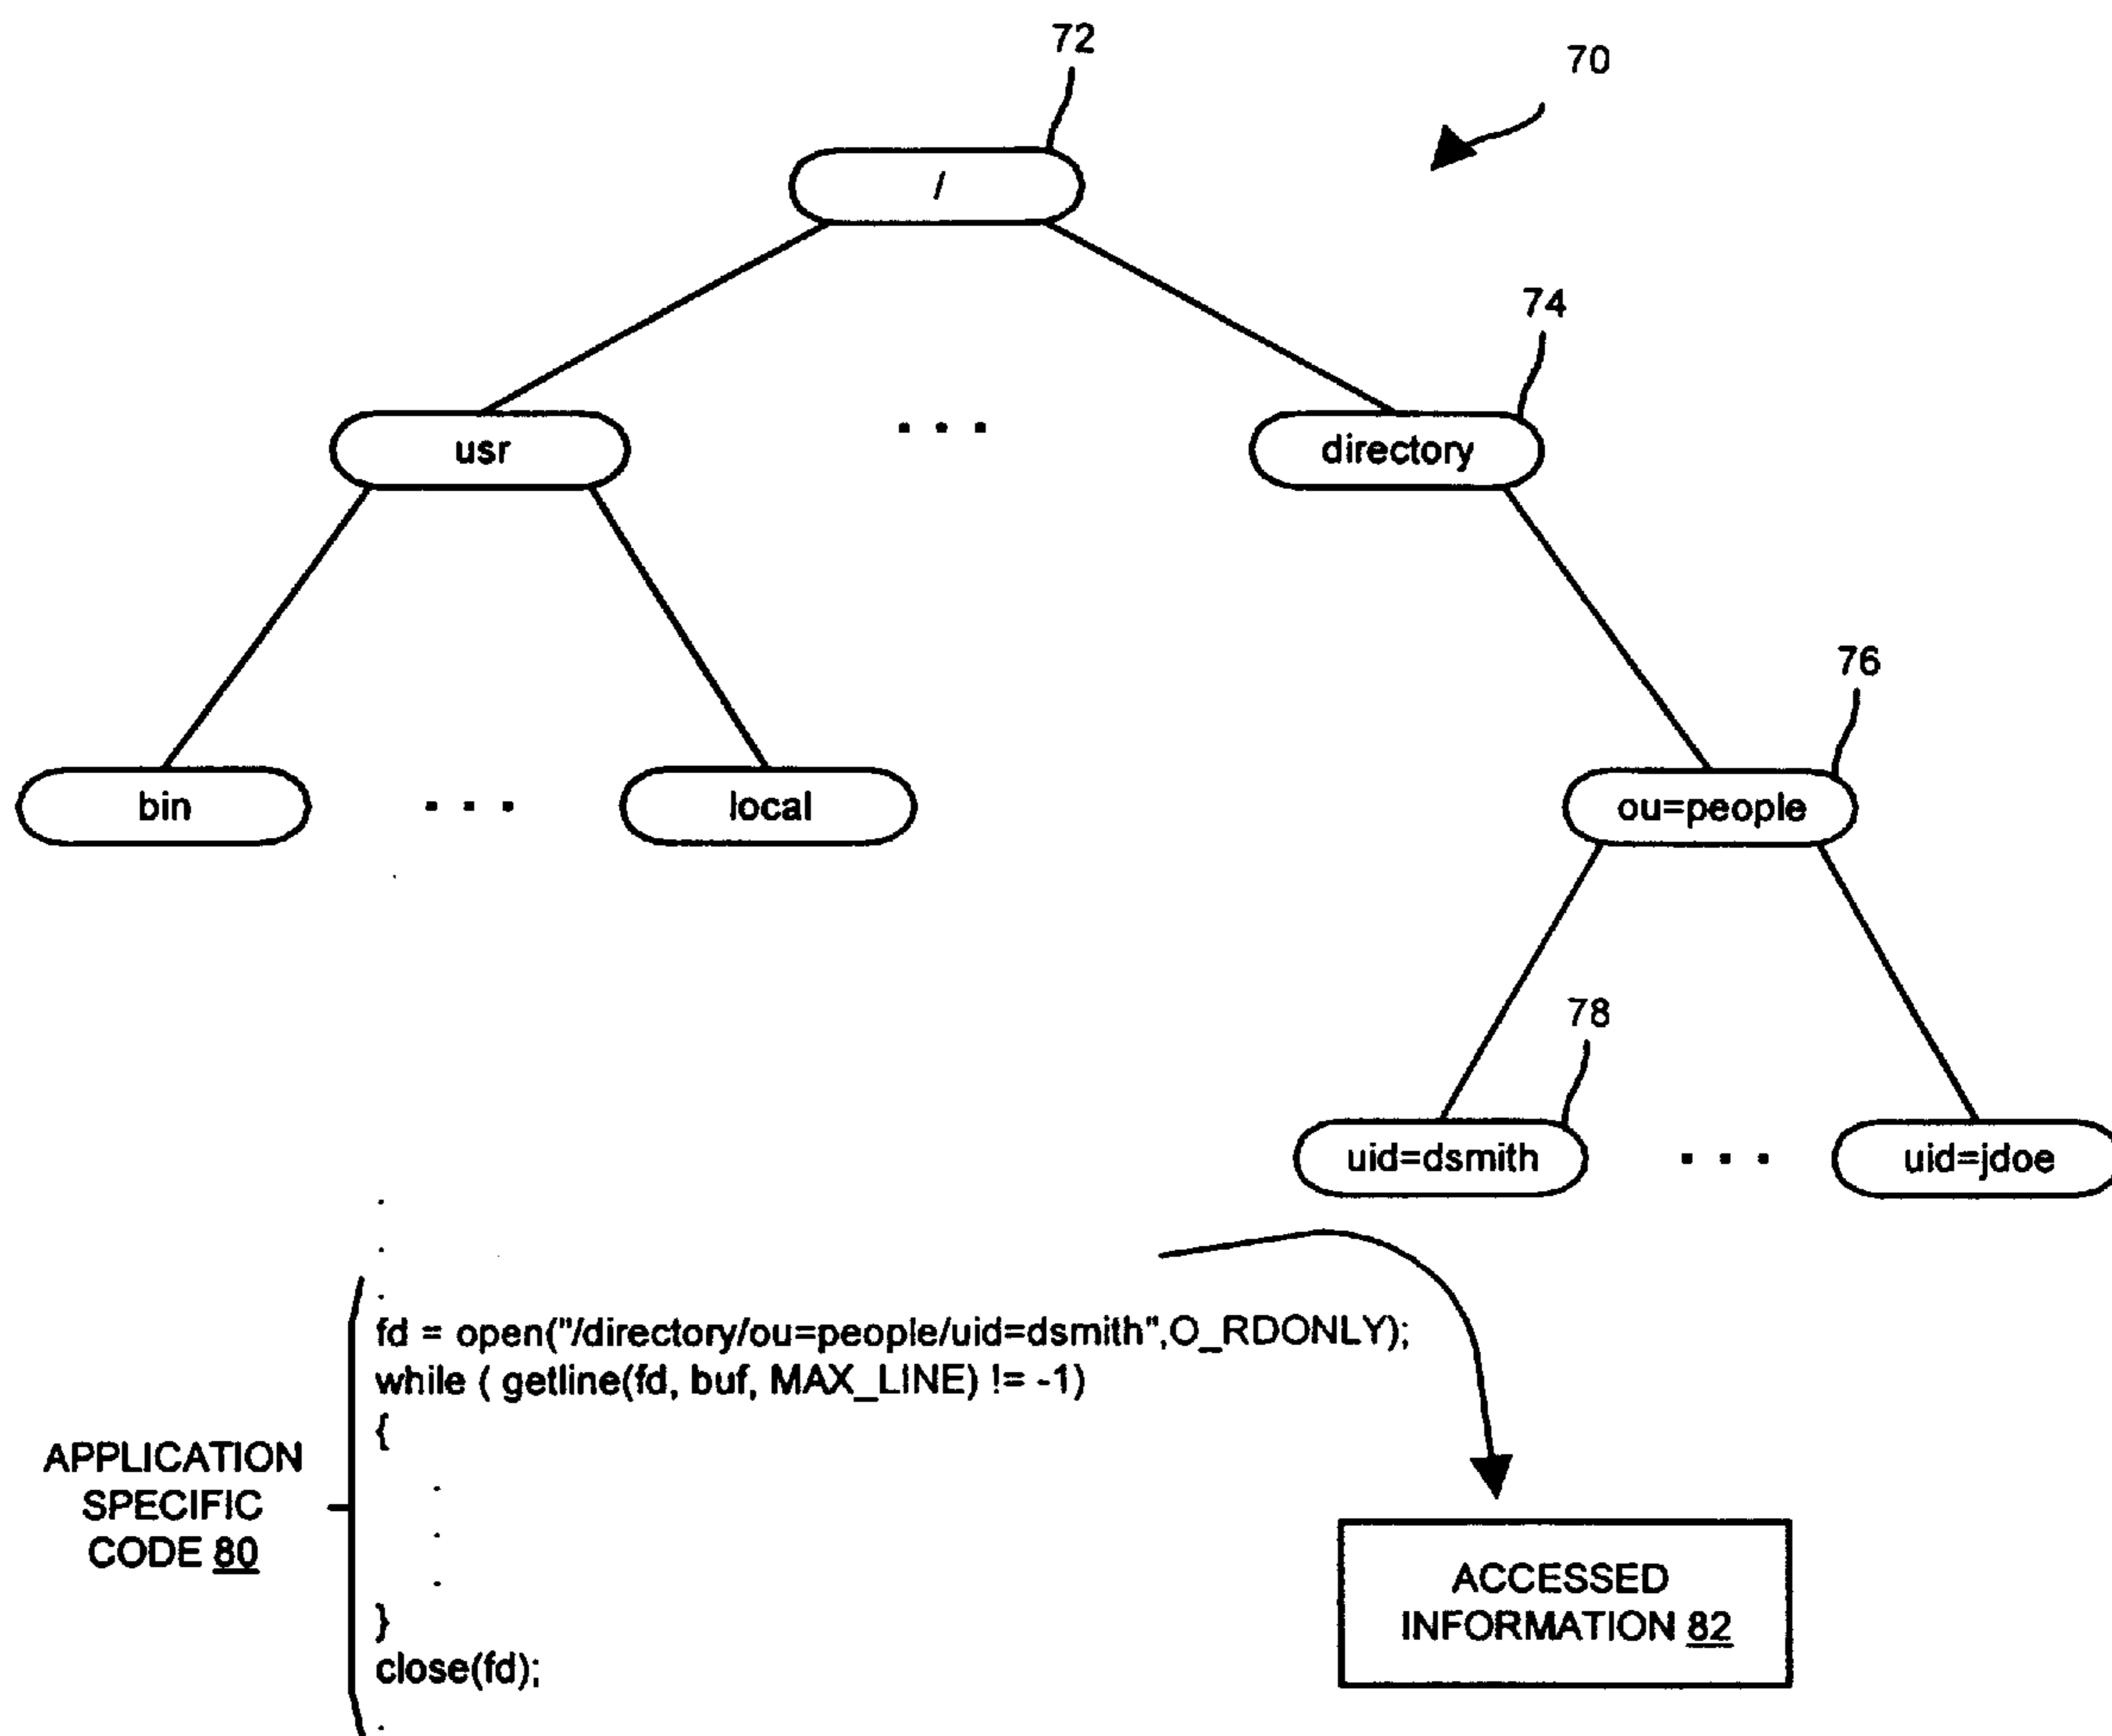 72
70
/
74
usr
. . .
directory
76
bin
. . .
local
ou=people
78
uid=dsmith
. . .
uid=jdoe
.
.
.
fd = open("/directory/ou=people/uid=dsmith",O_RDONLY);
while ( getline(fd, buf, MAX_LINE) != -1)
{
.
.
.
}
close(fd);
.
APPLICATION
SPECIFIC
CODE 80
ACCESSED
INFORMATION 82